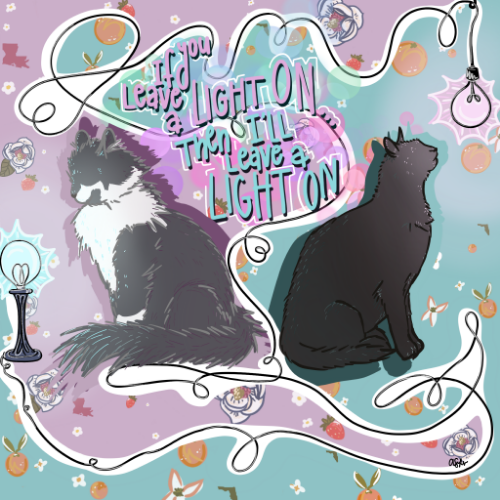 If you
Leave
a LIGHT ON...
Then I'll
Leave a
LIGHT ON